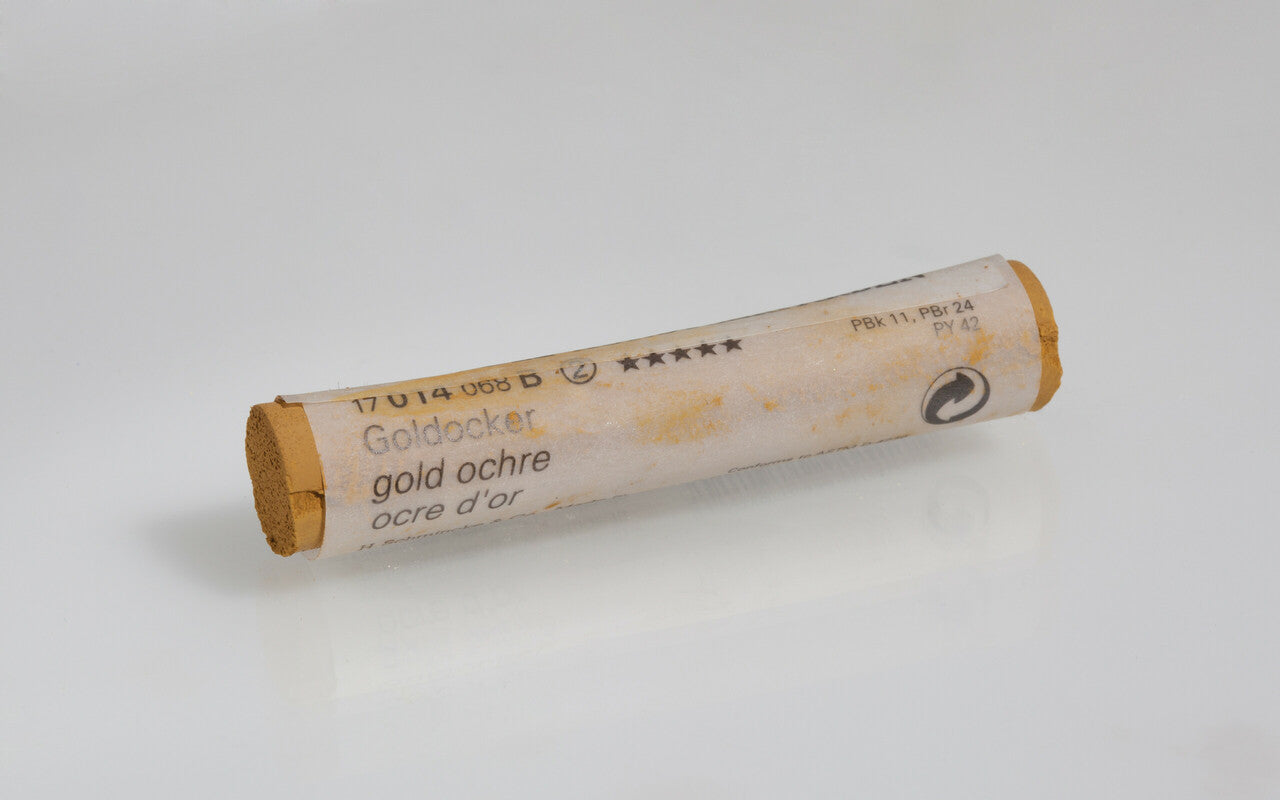 PBk 11, PBr 24
PY 42
17 014 068 B 2 ★★★★★
Goldocker
gold ochre
ocre d'or